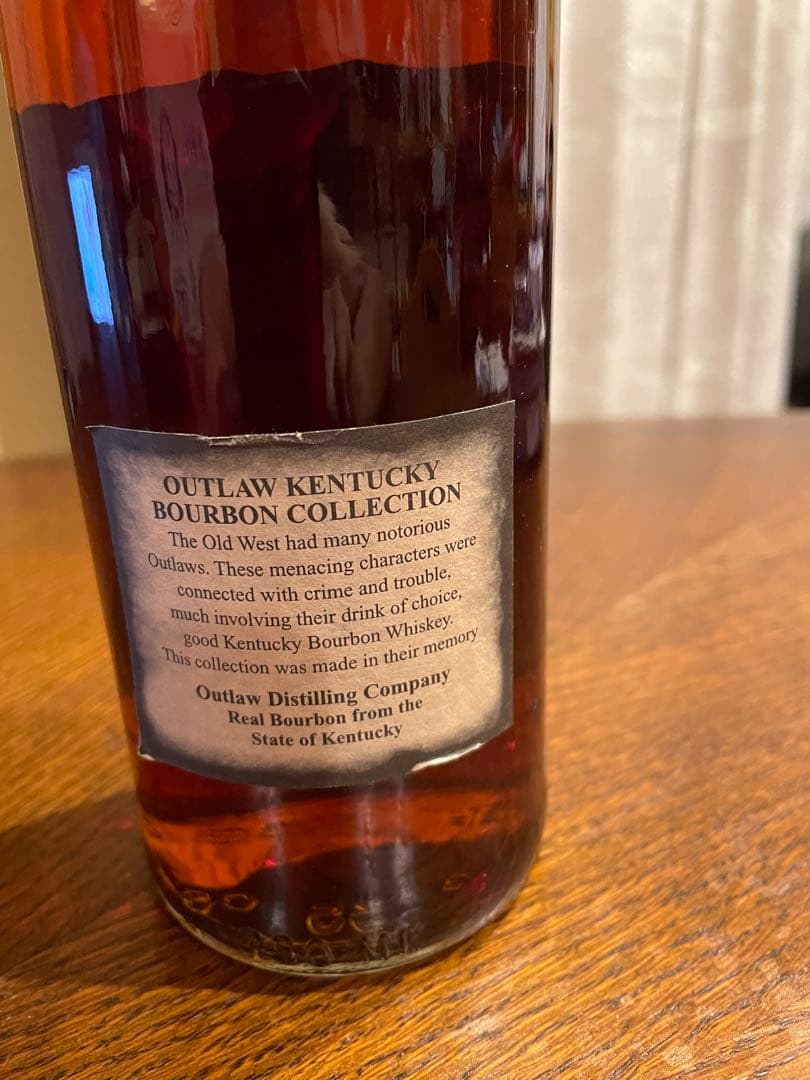 OUTLAW KENTUCKY
BOURBON COLLECTION
The Old West had many notorious
Outlaws. These menacing characters were
connected with crime and trouble,
much involving their drink of choice,
good Kentucky Bourbon Whiskey.
This collection was made in their memory
Outlaw Distilling Company
Real Bourbon from the
State of Kentucky